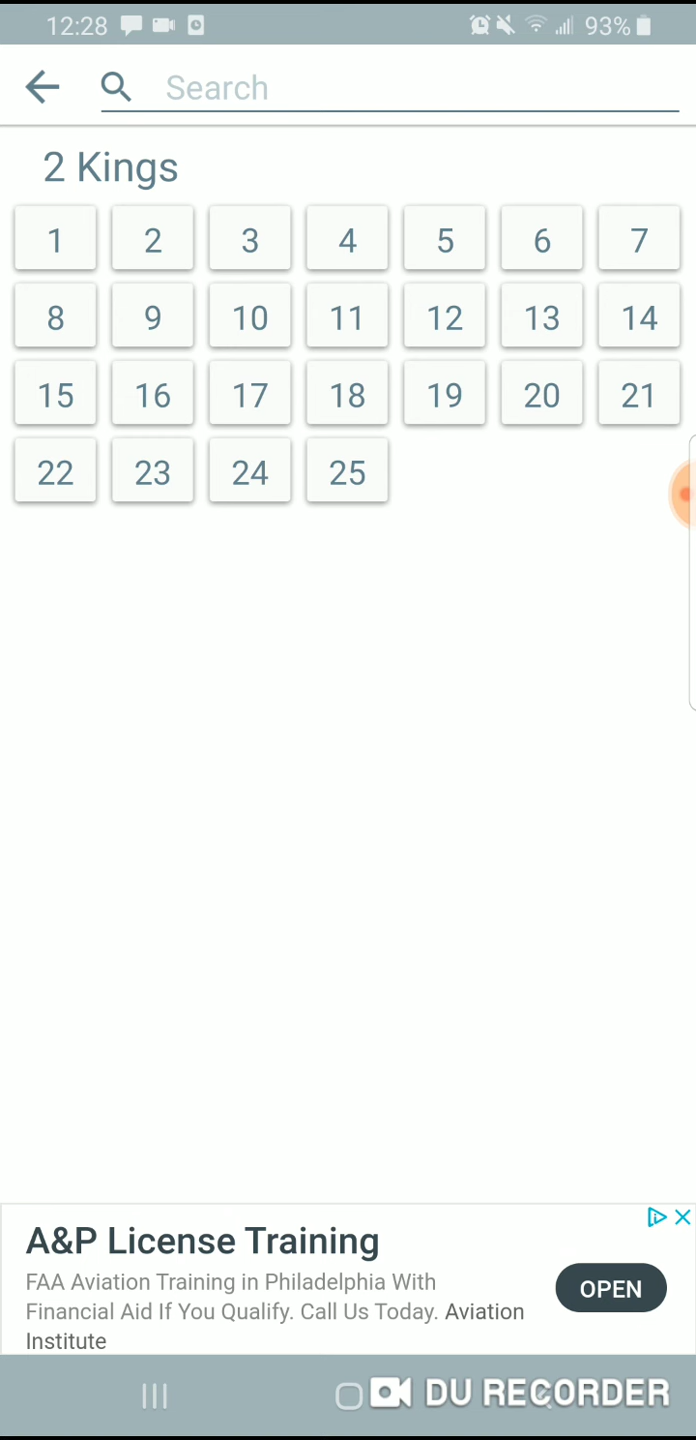 12:28 93%
Search
2 Kings
1 2 3 4 5 6 7
8 9 10 11 12 13 14
15 16 17 18 19 20 21
22 23 24 25
A&P License Training
FAA Aviation Training in Philadelphia With
Financial Aid If You Qualify. Call Us Today. Aviation
Institute
OPEN
DU RECORDER